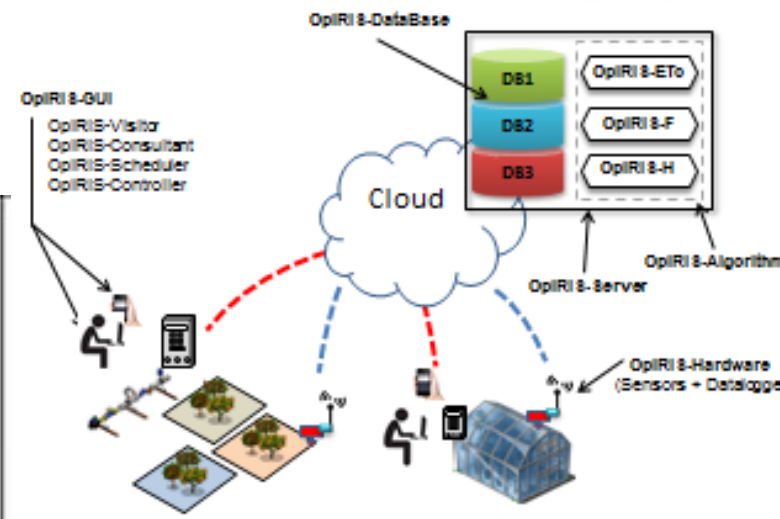 OpIRIS-DataBase
DB1
DB2
DB3
OpIRIS-ETo
OpIRIS-F
OpIRIS-H
OpIRIS-GUI
OpIRIS-Visitor
OpIRIS-Consultant
OpIRIS-Scheduler
OpIRIS-Controller
Cloud
OpIRIS-Algorithm
OpIRIS-Server
OpIRIS-Hardware
(Sensors + Datalogge